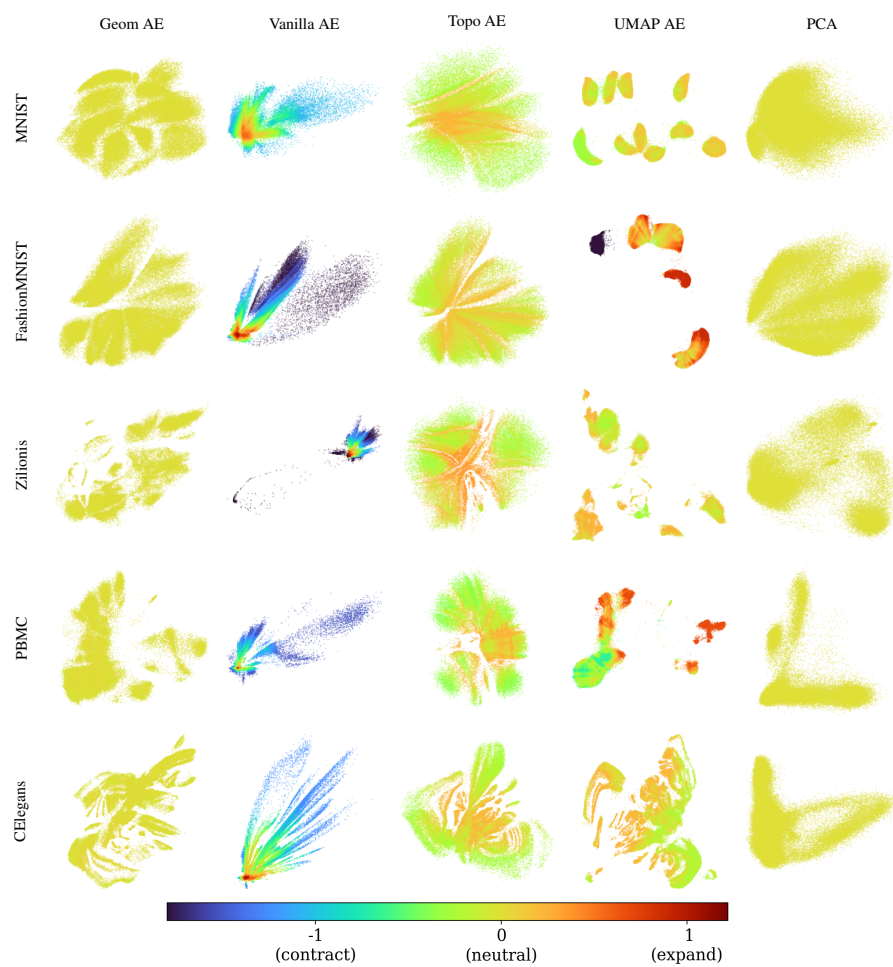 Geom AE Vanilla AE Topo AE UMAP AE PCA
MNIST
FashionMNIST
Zilionis
PBMC
CElegans
-1 0 1
(contract) (neutral) (expand)